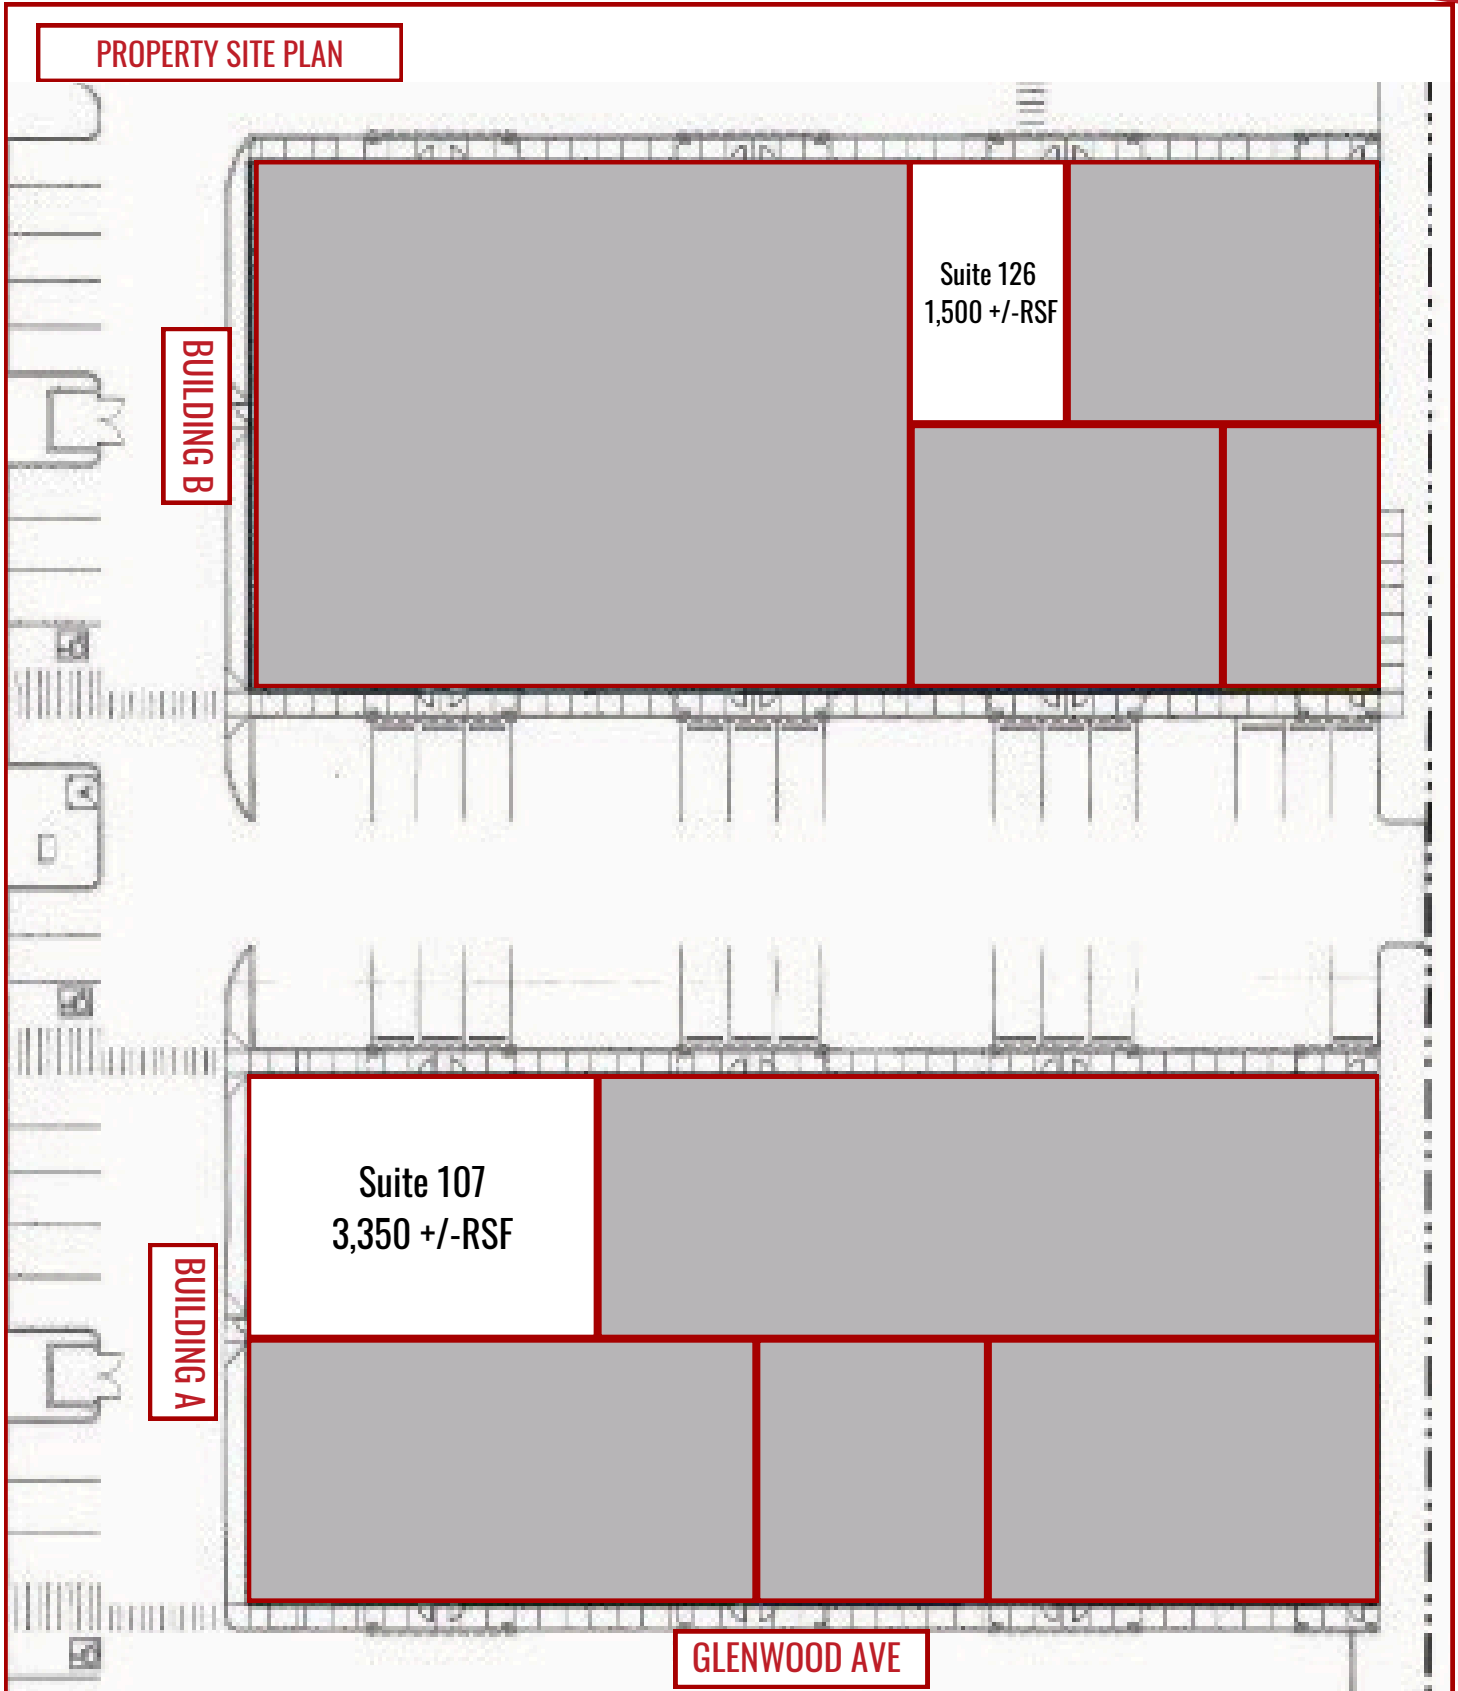 PROPERTY SITE PLAN
Suite 126
1,500 +/-RSF
BUILDING B
Suite 107
3,350 +/-RSF
BUILDING A
GLENWOOD AVE